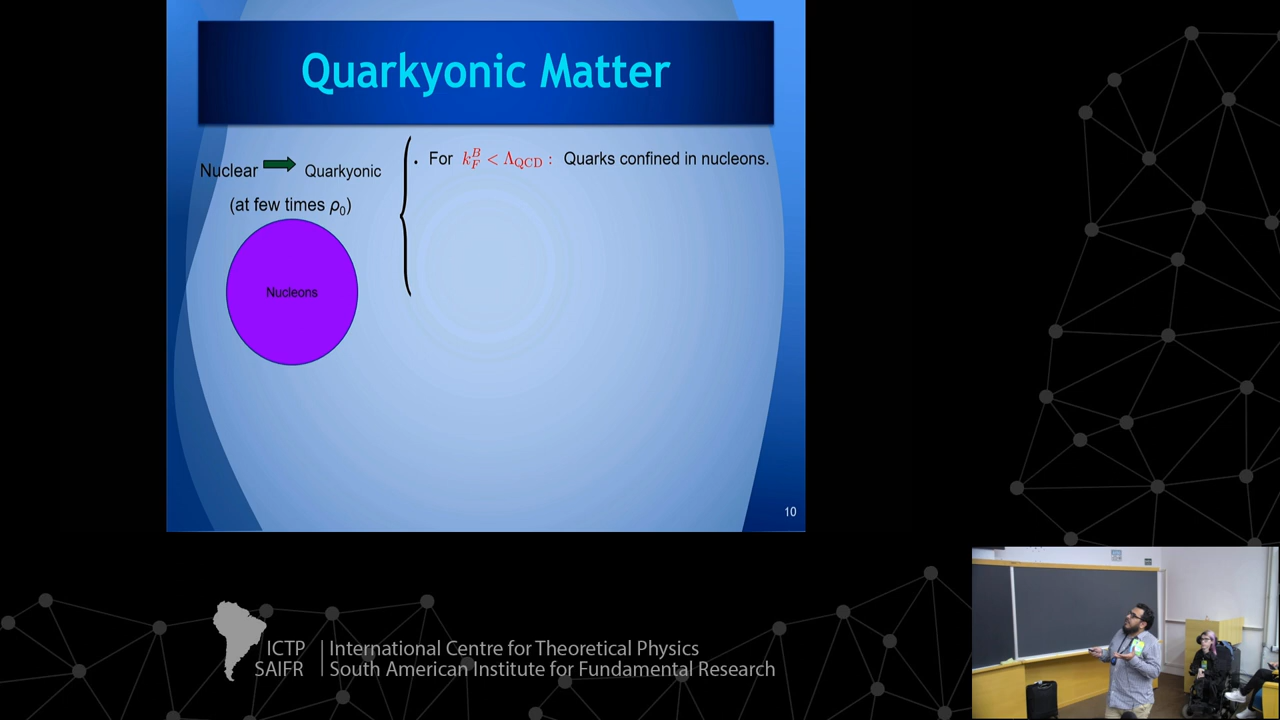 Quarkyonic Matter
Nuclear Quarkyonic
(at few times ρ₀)
Nucleons
. For k_F^B < Λ_QCD : Quarks confined in nucleons.
10
ICTP | International Centre for Theoretical Physics
SAIFR | South American Institute for Fundamental Research